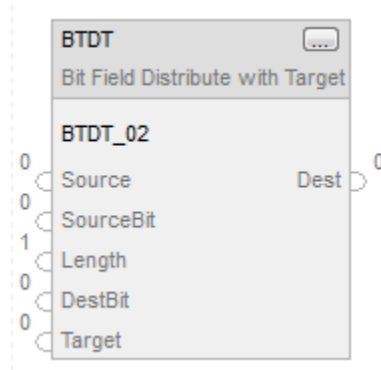 BTDT ...
Bit Field Distribute with Target
BTDT_02
0 Source Dest 0
0 SourceBit
1 Length
0 DestBit
0 Target